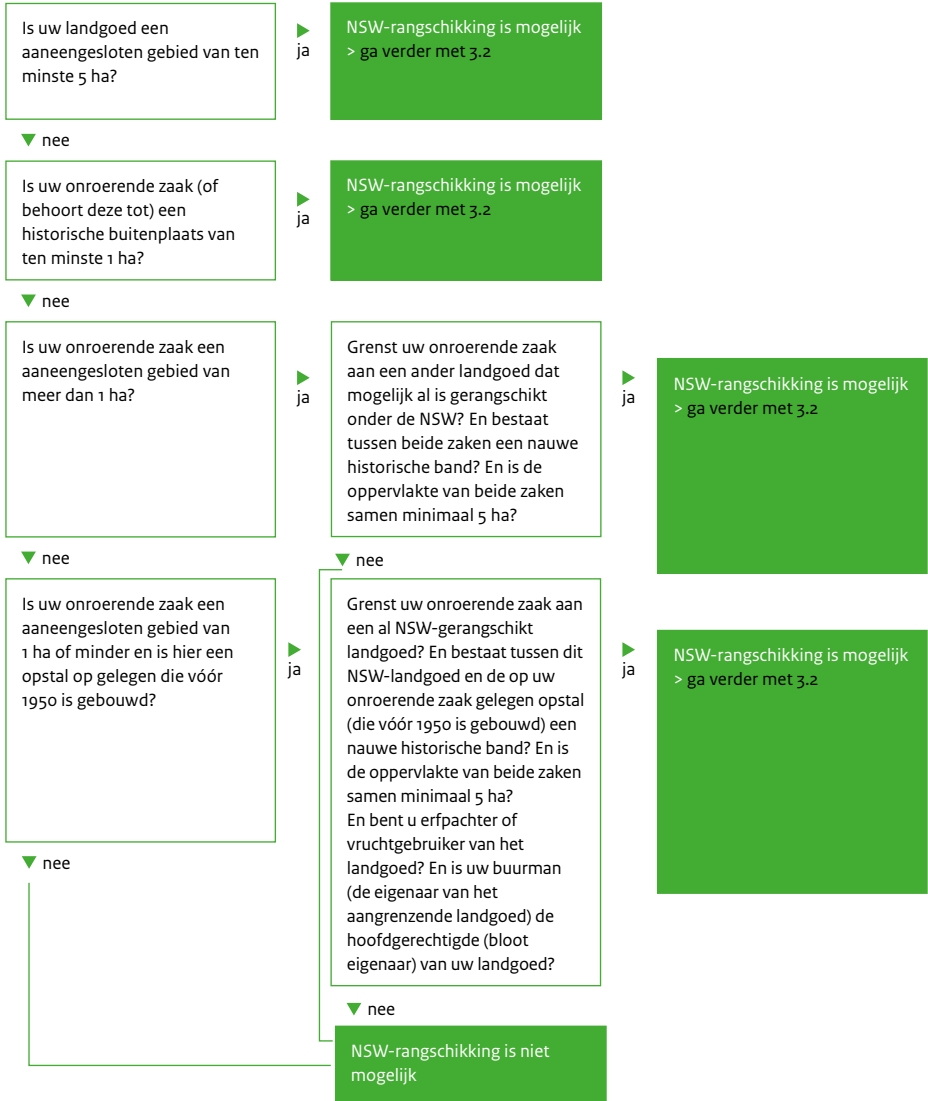 Is uw landgoed een
aaneengesloten gebied van ten
minste 5 ha?
ja
NSW-rangschikking is mogelijk
> ga verder met 3.2
nee
Is uw onroerende zaak (of
behoort deze tot) een
historische buitenplaats van
ten minste 1 ha?
ja
NSW-rangschikking is mogelijk
> ga verder met 3.2
nee
Is uw onroerende zaak een
aaneengesloten gebied van
meer dan 1 ha?
ja
Grenst uw onroerende zaak
aan een ander landgoed dat
mogelijk al is gerangschikt
onder de NSW? En bestaat
tussen beide zaken een nauwe
historische band? En is de
oppervlakte van beide zaken
samen minimaal 5 ha?
ja
NSW-rangschikking is mogelijk
> ga verder met 3.2
nee
nee
Is uw onroerende zaak een
aaneengesloten gebied van
1 ha of minder en is hier een
opstal op gelegen die vóór
1950 is gebouwd?
ja
Grenst uw onroerende zaak aan
een al NSW-gerangschikt
landgoed? En bestaat tussen dit
NSW-landgoed en de op uw
onroerende zaak gelegen opstal
(die vóór 1950 is gebouwd) een
nauwe historische band? En is
de oppervlakte van beide zaken
samen minimaal 5 ha?
En bent u erfpachter of
vruchtgebruiker van het
landgoed? En is uw buurman
(de eigenaar van het
aangrenzende landgoed) de
hoofdgerechtigde (bloot
eigenaar) van uw landgoed?
ja
NSW-rangschikking is mogelijk
> ga verder met 3.2
nee
nee
NSW-rangschikking is niet
mogelijk